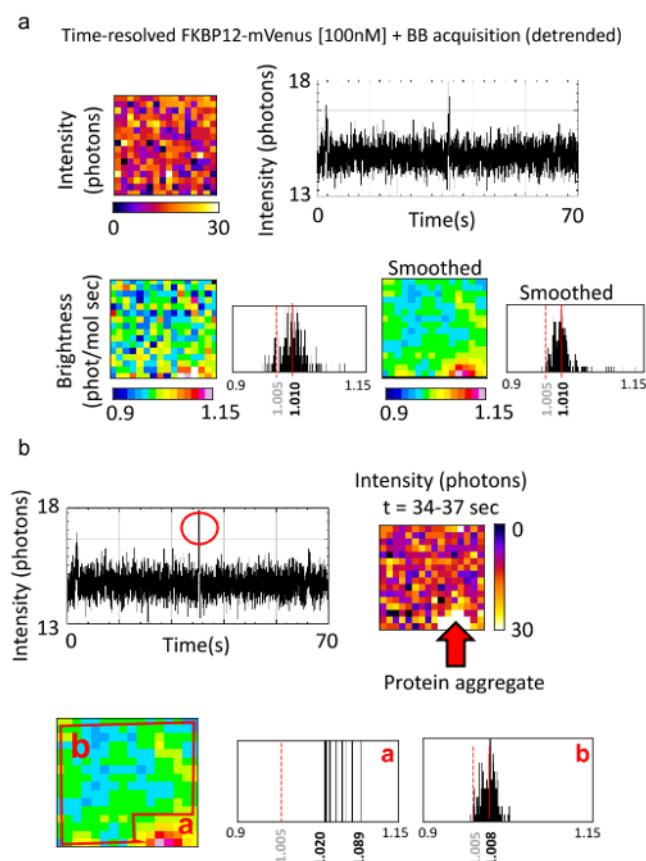 a
Time-resolved FKBP12-mVenus [100nM] + BB acquisition (detrended)
Intensity
(photons)
0 30
Intensity (photons)
18
13
0 70
Time(s)
Brightness
(phot/mol sec)
0.9 1.15
0.9 1.15
1.005
1.010
Smoothed
0.9 1.15
Smoothed
0.9 1.15
1.005
1.010
b
Intensity (photons)
18
13
0 70
Time(s)
Intensity (photons)
t = 34-37 sec
0
30
Protein aggregate
b
a
a
0.9 1.15
1.005
1.020
1.089
b
0.9 1.15
1.005
1.008